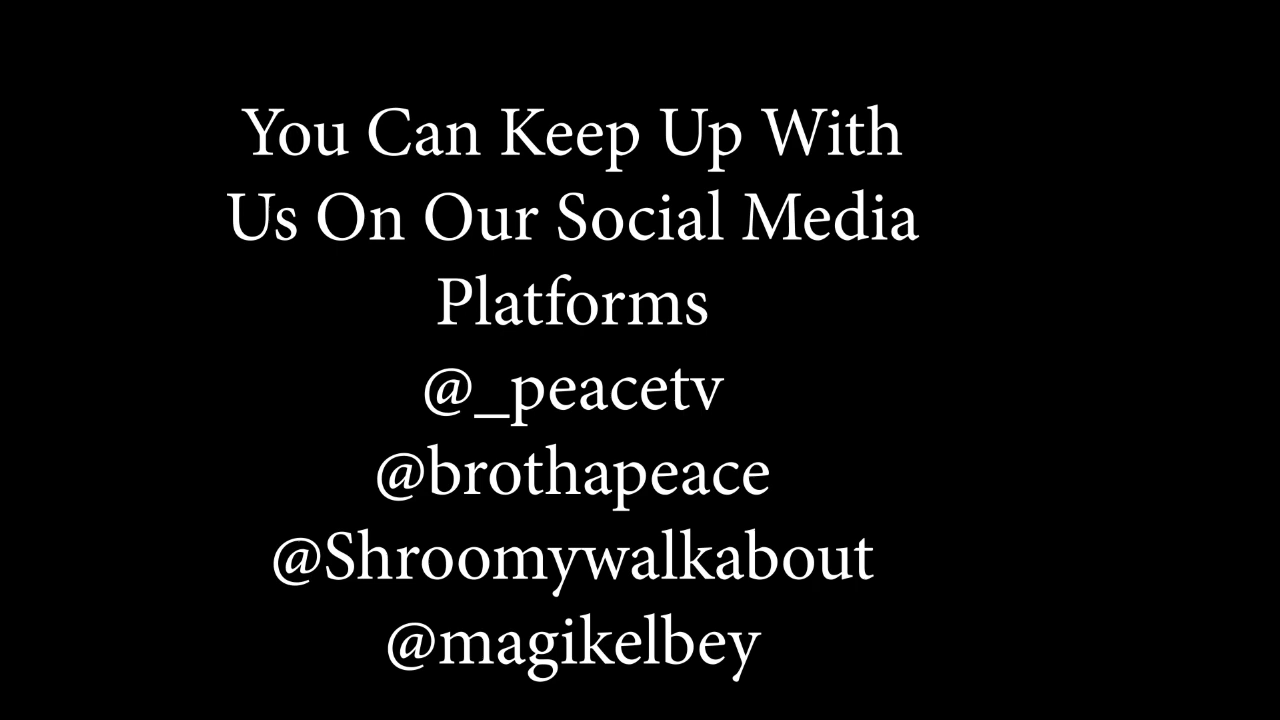 You Can Keep Up With
Us On Our Social Media
Platforms
@_peacetv
@brothapeace
@Shroomywalkabout
@magikelbey